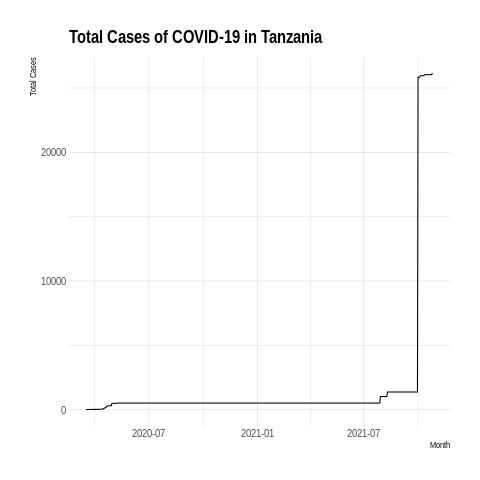 Total Cases of COVID-19 in Tanzania
Total Cases
20000
10000
0
2020-07
2021-01
2021-07
Month